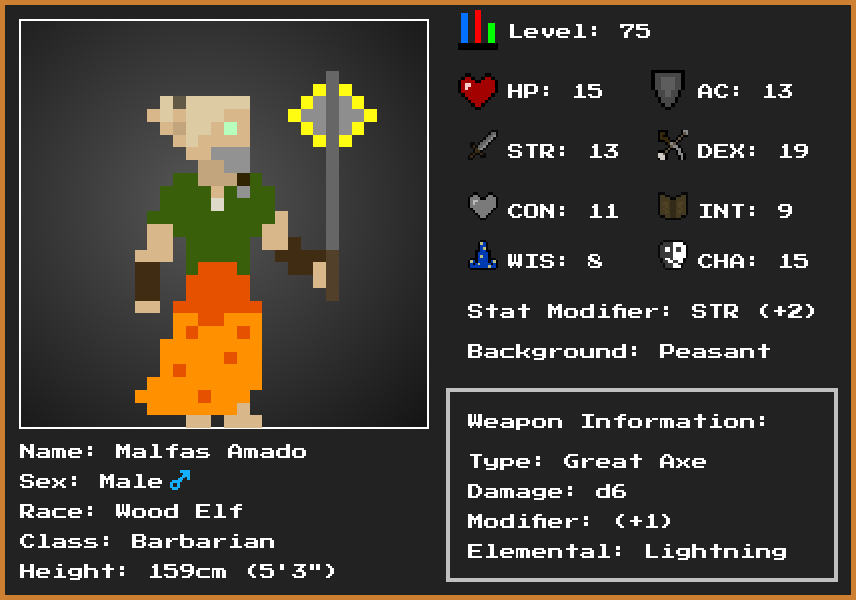 Level: 75
HP: 15
AC: 13
STR: 13
DEX: 19
CON: 11
INT: 9
WIS: 8
CHA: 15
Stat Modifier: STR (+2)
Background: Peasant
Weapon Information:
Type: Great Axe
Damage: d6
Modifier: (+1)
Elemental: Lightning
Name: Malfas Amado
Sex: Male♂
Race: Wood Elf
Class: Barbarian
Height: 159cm (5'3")